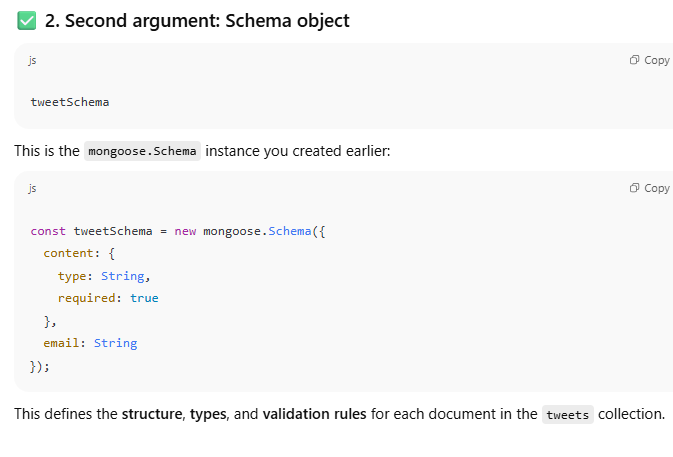 ✅ 2. Second argument: Schema object
js
Copy
tweetSchema
This is the mongoose.Schema instance you created earlier:
js
Copy
const tweetSchema = new mongoose.Schema({
  content: {
    type: String,
    required: true
  },
  email: String
});
This defines the structure, types, and validation rules for each document in the tweets collection.